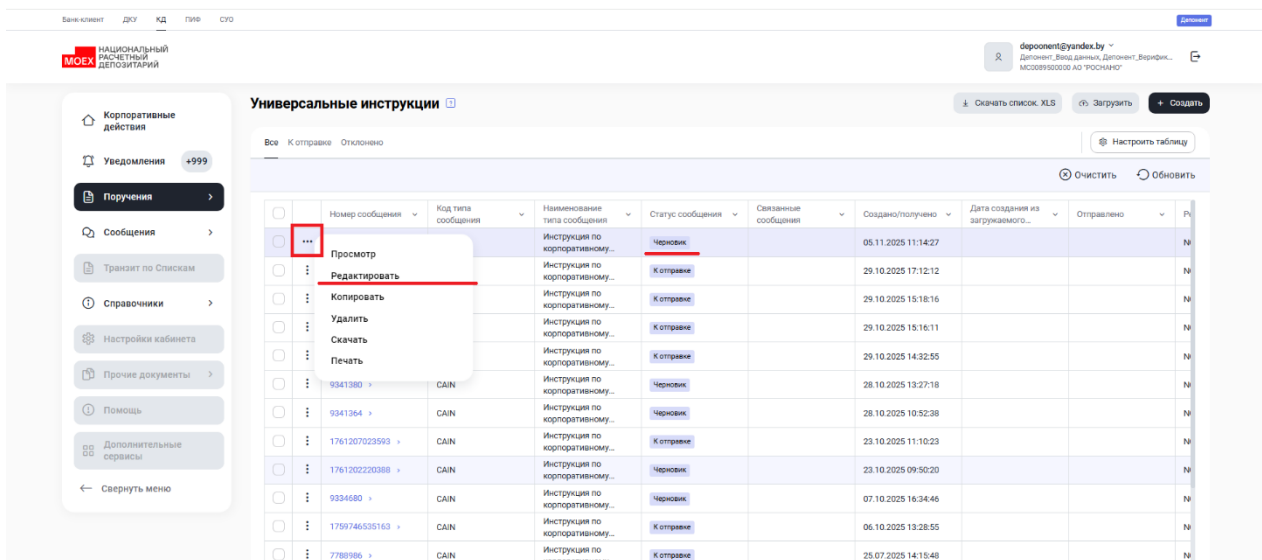 Банк-клиент ДКУ КД ПИФ СУО Депонент
MOEX НАЦИОНАЛЬНЫЙ
РАСЧЕТНЫЙ
ДЕПОЗИТАРИЙ
depoonent@yandex.by
Депонент_Ввод данных, Депонент_Верифик...
MC0089500000 АО "РОСНАНО"
Корпоративные
действия
Уведомления +999
Поручения
Сообщения
Транзит по Спискам
Справочники
Настройки кабинета
Прочие документы
Помощь
Дополнительные
сервисы
Свернуть меню
Универсальные инструкции ?
Скачать список. XLS Загрузить + Создать
Все К отправке Отклонено Настроить таблицу
Очистить Обновить
Номер сообщения Код типа
сообщения Наименование
типа сообщения Статус сообщения Связанные
сообщения Создано/получено Дата создания из
загружаемого... Отправлено
Инструкция по
корпоративному... Черновик 05.11.2025 11:14:27
Просмотр
Редактировать
Копировать
Удалить
Скачать
Печать
Инструкция по
корпоративному... К отправке 29.10.2025 17:12:12
Инструкция по
корпоративному... К отправке 29.10.2025 15:18:16
Инструкция по
корпоративному... К отправке 29.10.2025 15:16:11
Инструкция по
корпоративному... К отправке 29.10.2025 14:32:55
9341380 CAIN Инструкция по
корпоративному... Черновик 28.10.2025 13:27:18
9341364 CAIN Инструкция по
корпоративному... Черновик 28.10.2025 10:52:38
1761207023593 CAIN Инструкция по
корпоративному... К отправке 23.10.2025 11:10:23
1761202220388 CAIN Инструкция по
корпоративному... Черновик 23.10.2025 09:50:20
9334680 CAIN Инструкция по
корпоративному... Черновик 07.10.2025 16:34:46
1759746535163 CAIN Инструкция по
корпоративному... К отправке 06.10.2025 13:28:55
7788986 CAIN Инструкция по
К отправке 25.07.2025 14:15:48